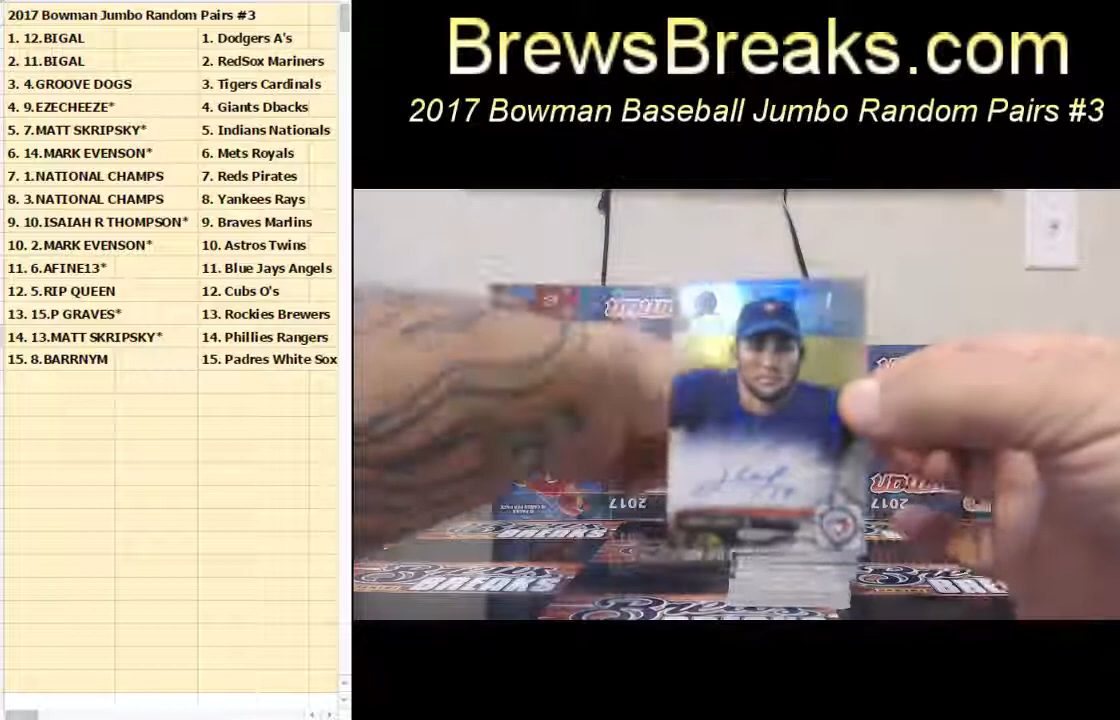 2017 Bowman Jumbo Random Pairs #3
1. 12.BIGAL 1. Dodgers A's
2. 11.BIGAL 2. RedSox Mariners
3. 4.GROOVE DOGS 3. Tigers Cardinals
4. 9.EZECHEEZE* 4. Giants Dbacks
5. 7.MATT SKRIPSKY* 5. Indians Nationals
6. 14.MARK EVENSON* 6. Mets Royals
7. 1.NATIONAL CHAMPS 7. Reds Pirates
8. 3.NATIONAL CHAMPS 8. Yankees Rays
9. 10.ISAIAH R THOMPSON* 9. Braves Marlins
10. 2.MARK EVENSON* 10. Astros Twins
11. 6.AFINE13* 11. Blue Jays Angels
12. 5.RIP QUEEN 12. Cubs O's
13. 15.P GRAVES* 13. Rockies Brewers
14. 13.MATT SKRIPSKY* 14. Phillies Rangers
15. 8.BARRNYM 15. Padres White Sox
BrewsBreaks.com
2017 Bowman Baseball Jumbo Random Pairs #3
2017
2017
BREAKS
Brews
BREAKS
Brews